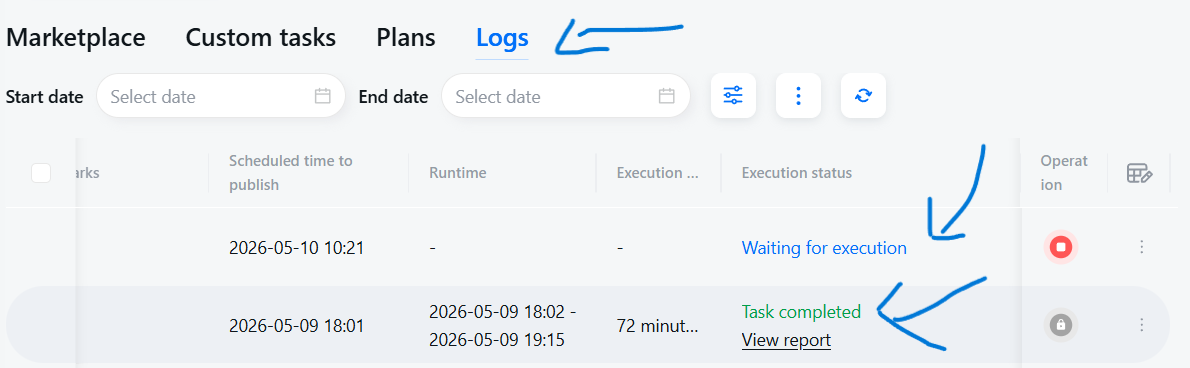 Marketplace Custom tasks Plans Logs
Start date Select date End date Select date
arks Scheduled time to publish Runtime Execution ... Execution status Operation
2026-05-10 10:21 - - Waiting for execution
2026-05-09 18:01 2026-05-09 18:02 - 2026-05-09 19:15 72 minut... Task completed
View report